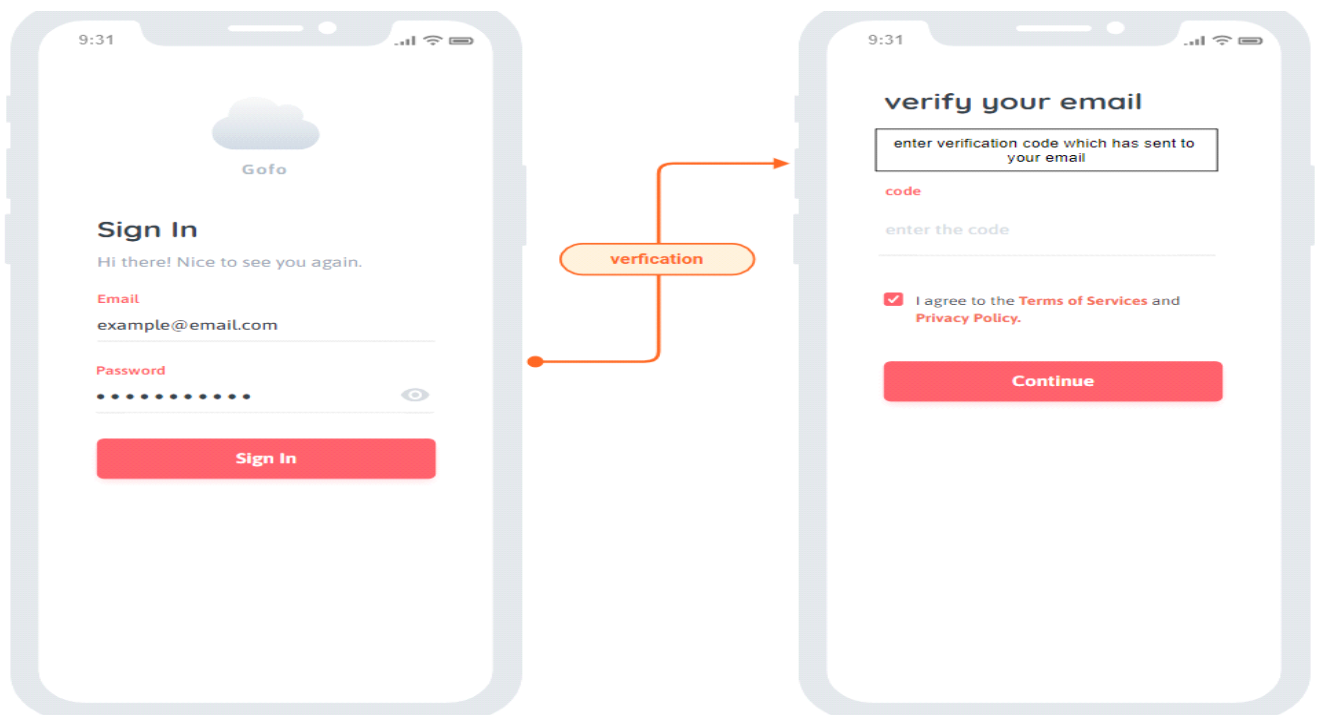 9:31
Gofo
Sign In
Hi there! Nice to see you again.
Email
example@email.com
Password
Sign In
verfication
9:31
verify your email
enter verification code which has sent to
your email
code
enter the code
I agree to the Terms of Services and
Privacy Policy.
Continue